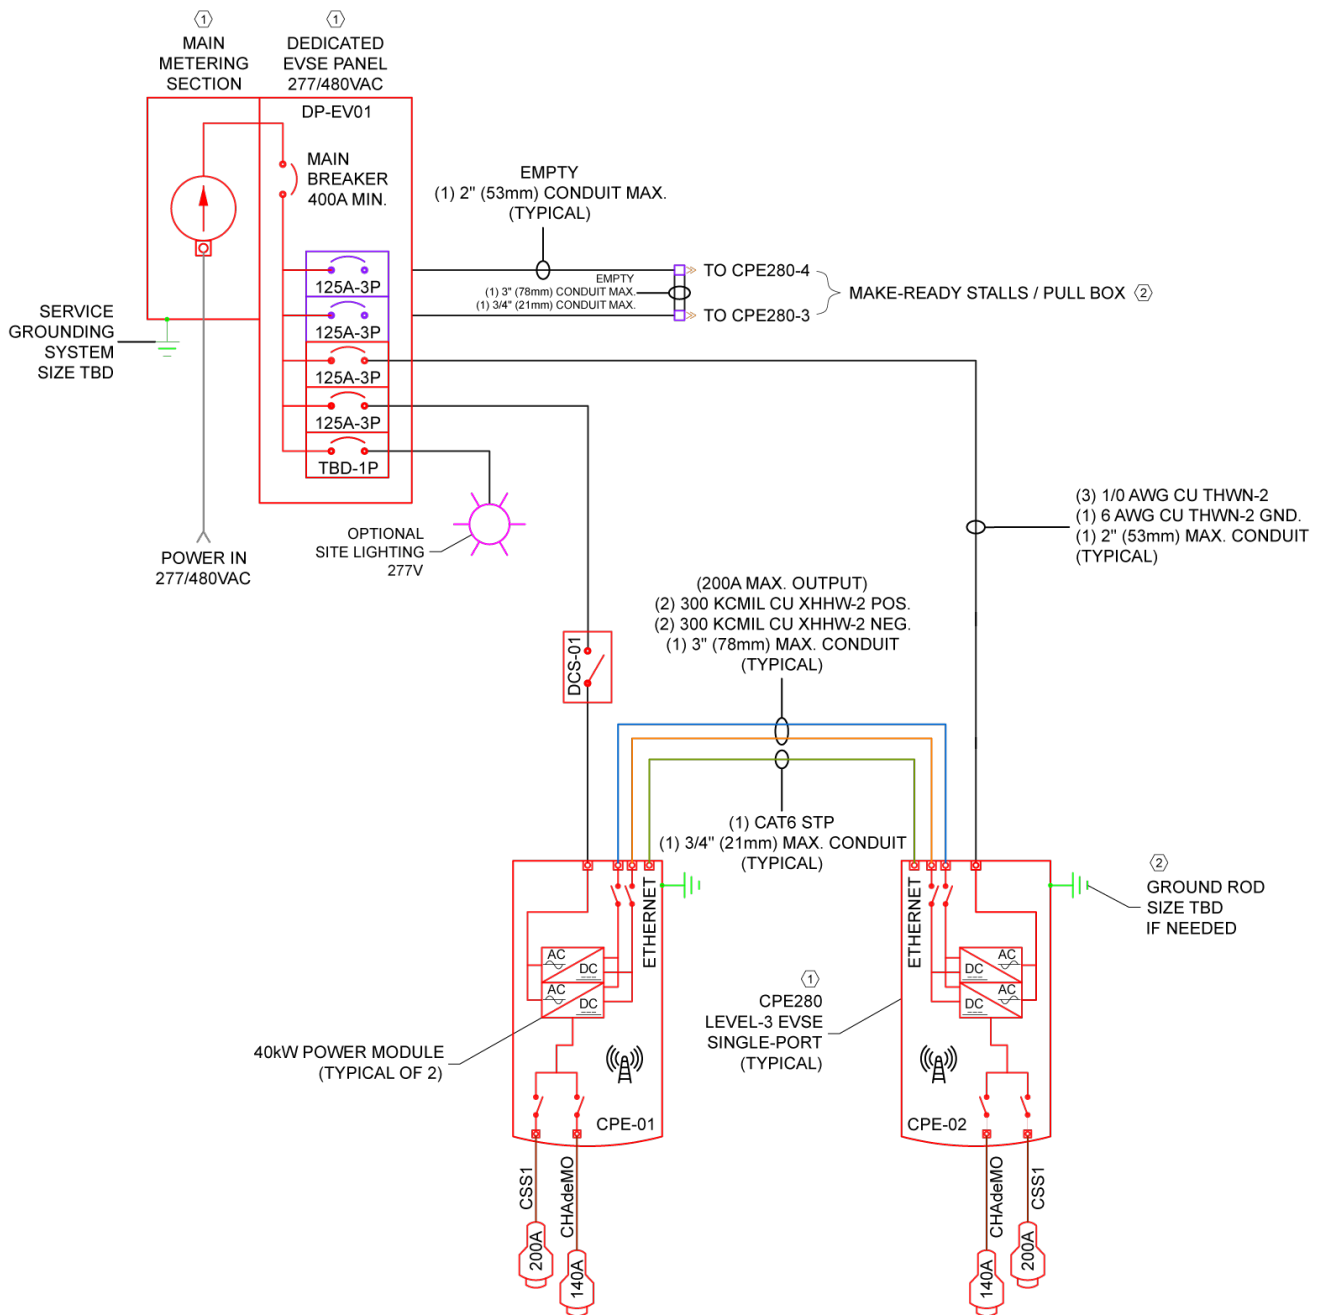 1
MAIN
METERING
SECTION
1
DEDICATED
EVSE PANEL
277/480VAC
DP-EV01
MAIN
BREAKER
400A MIN.
125A-3P
125A-3P
125A-3P
125A-3P
TBD-1P
SERVICE
GROUNDING
SYSTEM
SIZE TBD
POWER IN
277/480VAC
EMPTY
(1) 2" (53mm) CONDUIT MAX.
(TYPICAL)
EMPTY
(1) 3" (78mm) CONDUIT MAX.
(1) 3/4" (21mm) CONDUIT MAX.
TO CPE280-4
TO CPE280-3
MAKE-READY STALLS / PULL BOX
2
OPTIONAL
SITE LIGHTING
277V
(3) 1/0 AWG CU THWN-2
(1) 6 AWG CU THWN-2 GND.
(1) 2" (53mm) MAX. CONDUIT
(TYPICAL)
(200A MAX. OUTPUT)
(2) 300 KCMIL CU XHHW-2 POS.
(2) 300 KCMIL CU XHHW-2 NEG.
(1) 3" (78mm) MAX. CONDUIT
(TYPICAL)
DCS-01
(1) CAT6 STP
(1) 3/4" (21mm) MAX. CONDUIT
(TYPICAL)
ETHERNET
AC
DC
AC
DC
40kW POWER MODULE
(TYPICAL OF 2)
CPE-01
CSS1
CHAdeMO
200A
140A
1
CPE280
LEVEL-3 EVSE
SINGLE-PORT
(TYPICAL)
ETHERNET
AC
DC
AC
DC
CPE-02
CHAdeMO
CSS1
140A
200A
2
GROUND ROD
SIZE TBD
IF NEEDED